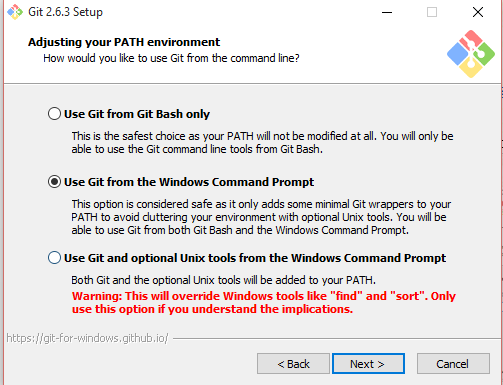 Git 2.6.3 Setup
Adjusting your PATH environment
How would you like to use Git from the command line?
Use Git from Git Bash only
This is the safest choice as your PATH will not be modified at all. You will only be
able to use the Git command line tools from Git Bash.
Use Git from the Windows Command Prompt
This option is considered safe as it only adds some minimal Git wrappers to your
PATH to avoid cluttering your environment with optional Unix tools. You will be
able to use Git from both Git Bash and the Windows Command Prompt.
Use Git and optional Unix tools from the Windows Command Prompt
Both Git and the optional Unix tools will be added to your PATH.
Warning: This will override Windows tools like "find" and "sort". Only
use this option if you understand the implications.
https://git-for-windows.github.io/
< Back
Next >
Cancel